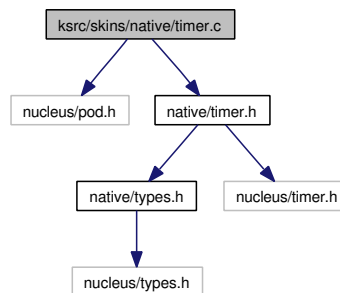 ksrc/skins/native/timer.c
nucleus/pod.h
native/timer.h
native/types.h
nucleus/timer.h
nucleus/types.h